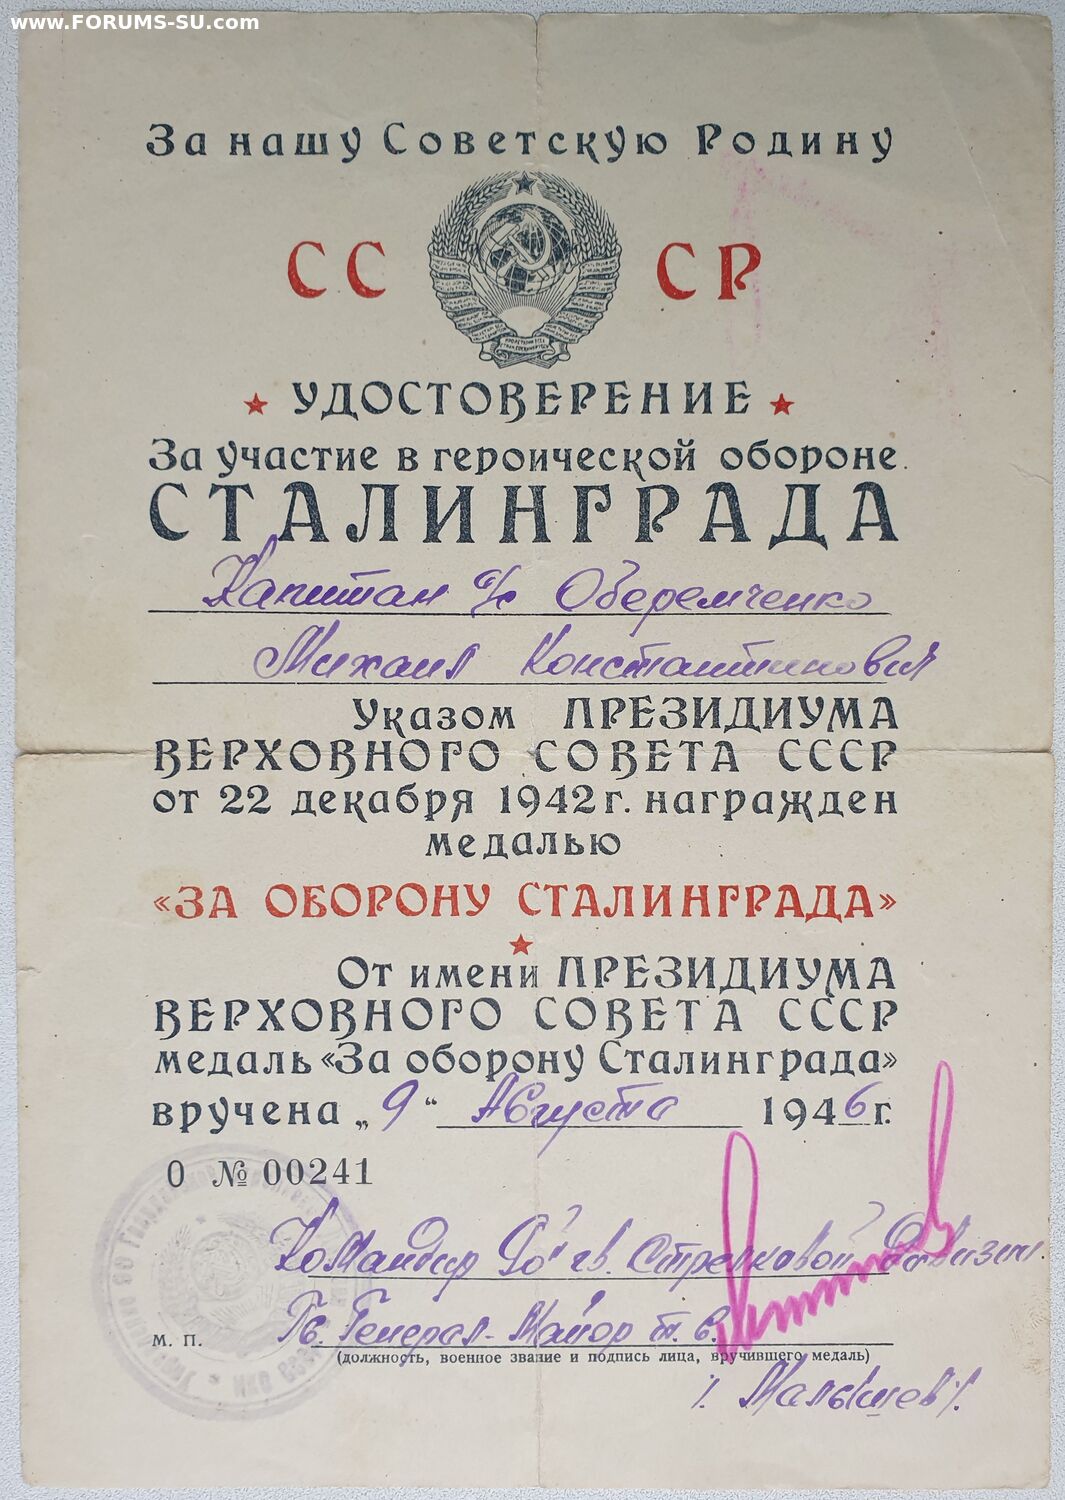 www.FORUMS-SU.com
За нашу Советскую Родину
СССР
УДОСТОВЕРЕНИЕ
За участие в героической обороне
СТАЛИНГРАДА
Капитан а/с Оберемченко
Михаил Константинович
Указом ПРЕЗИДИУМА
ВЕРХОВНОГО СОВЕТА СССР
от 22 декабря 1942 г. награжден
медалью
«ЗА ОБОРОНУ СТАЛИНГРАДА»
От имени ПРЕЗИДИУМА
ВЕРХОВНОГО СОВЕТА СССР
медаль «За оборону Сталинграда»
вручена „9“ Августа 1946 г.
О № 00241
Командир гв. Стрелковой Дивизии
Гв. Генерал-Майор т. в.
М. П.
(должность, военное звание и подпись лица, вручившего медаль)
/. Малышев /.